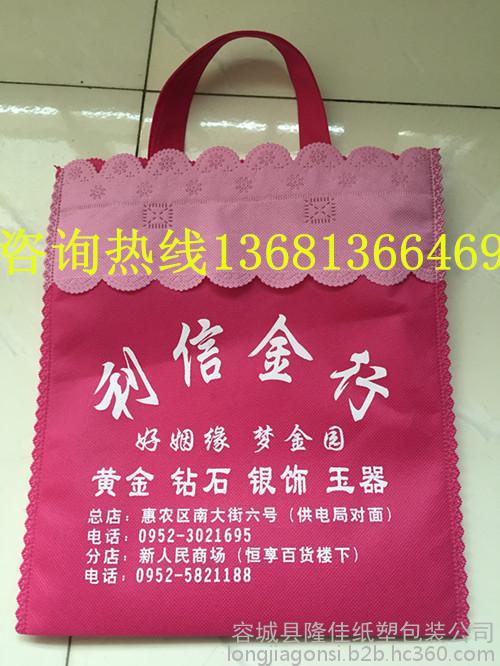 咨询热线13681366469
利信金行
好姻缘 梦金园
黄金 钻石 银饰 玉器
总店：惠农区南大街六号（供电局对面）
电话：0952-3021695
分店：新人民商场（恒享百货楼下）
电话：0952-5821188
容城县隆佳纸塑包装公司
longjiagonsi.b2b.hc360.com